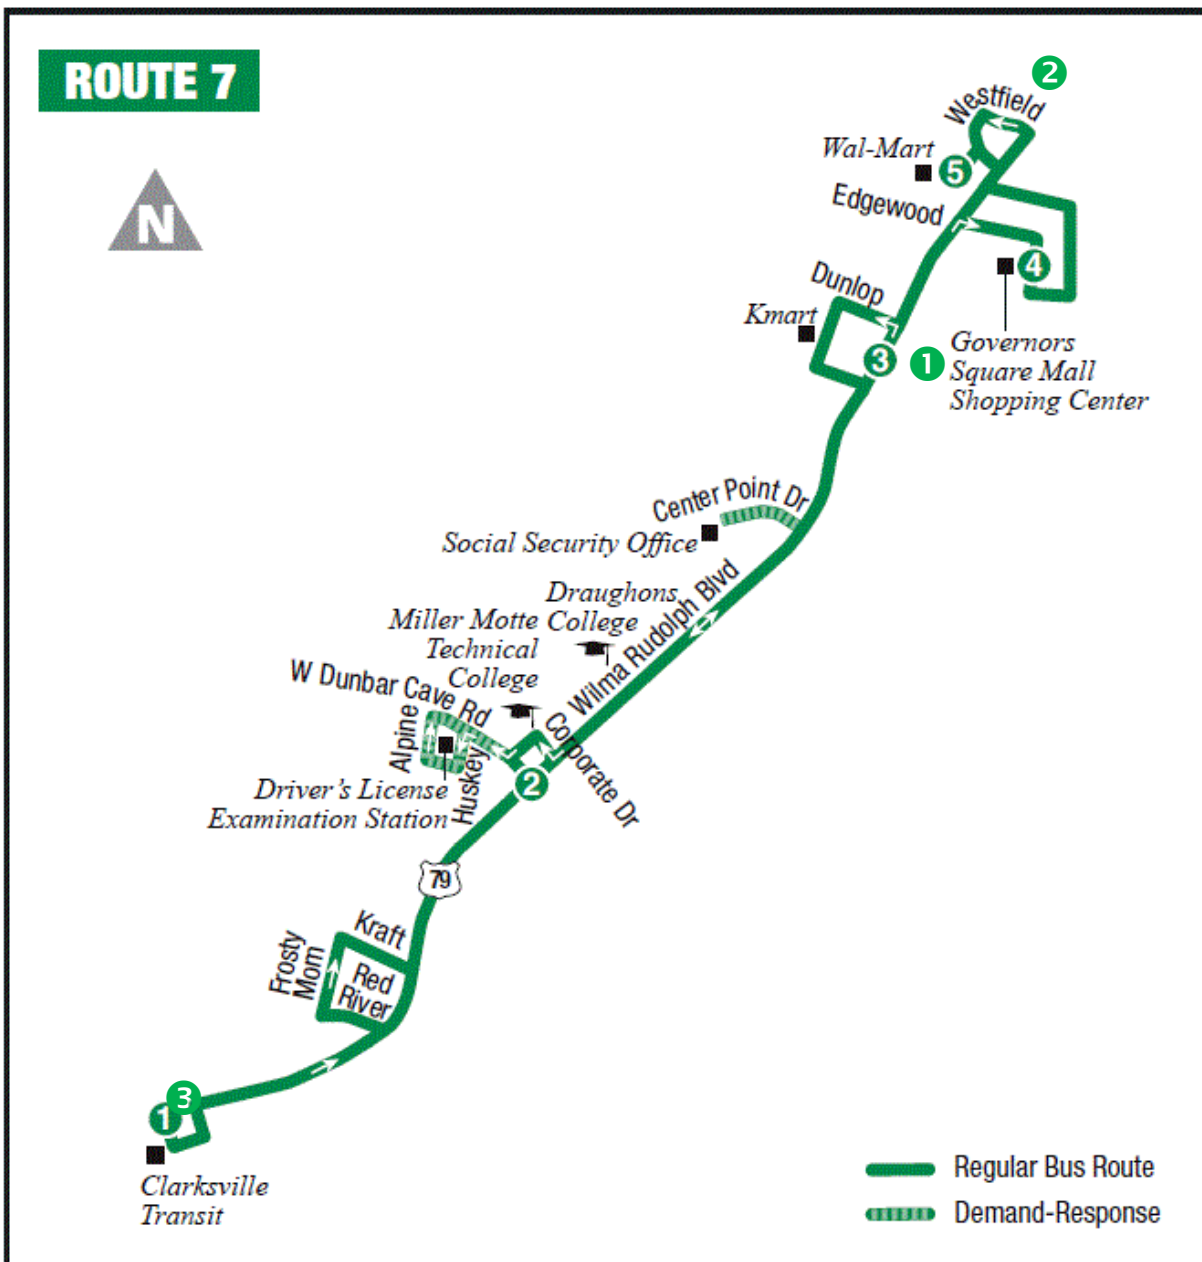 ROUTE 7
N
2
Westfield
Wal-Mart
5
Edgewood
4
Dunlop
Kmart
3
1
Governors
Square Mall
Shopping Center
Center Point Dr
Social Security Office
Draughons
College
Miller Motte
Technical
College
Wilma Rudolph Blvd
W Dunbar Cave Rd
Corporate Dr
Alpine
Huskey
2
Driver's License
Examination Station
79
Kraft
Frosty
Morn
Red
River
3
1
Clarksville
Transit
Regular Bus Route
Demand-Response